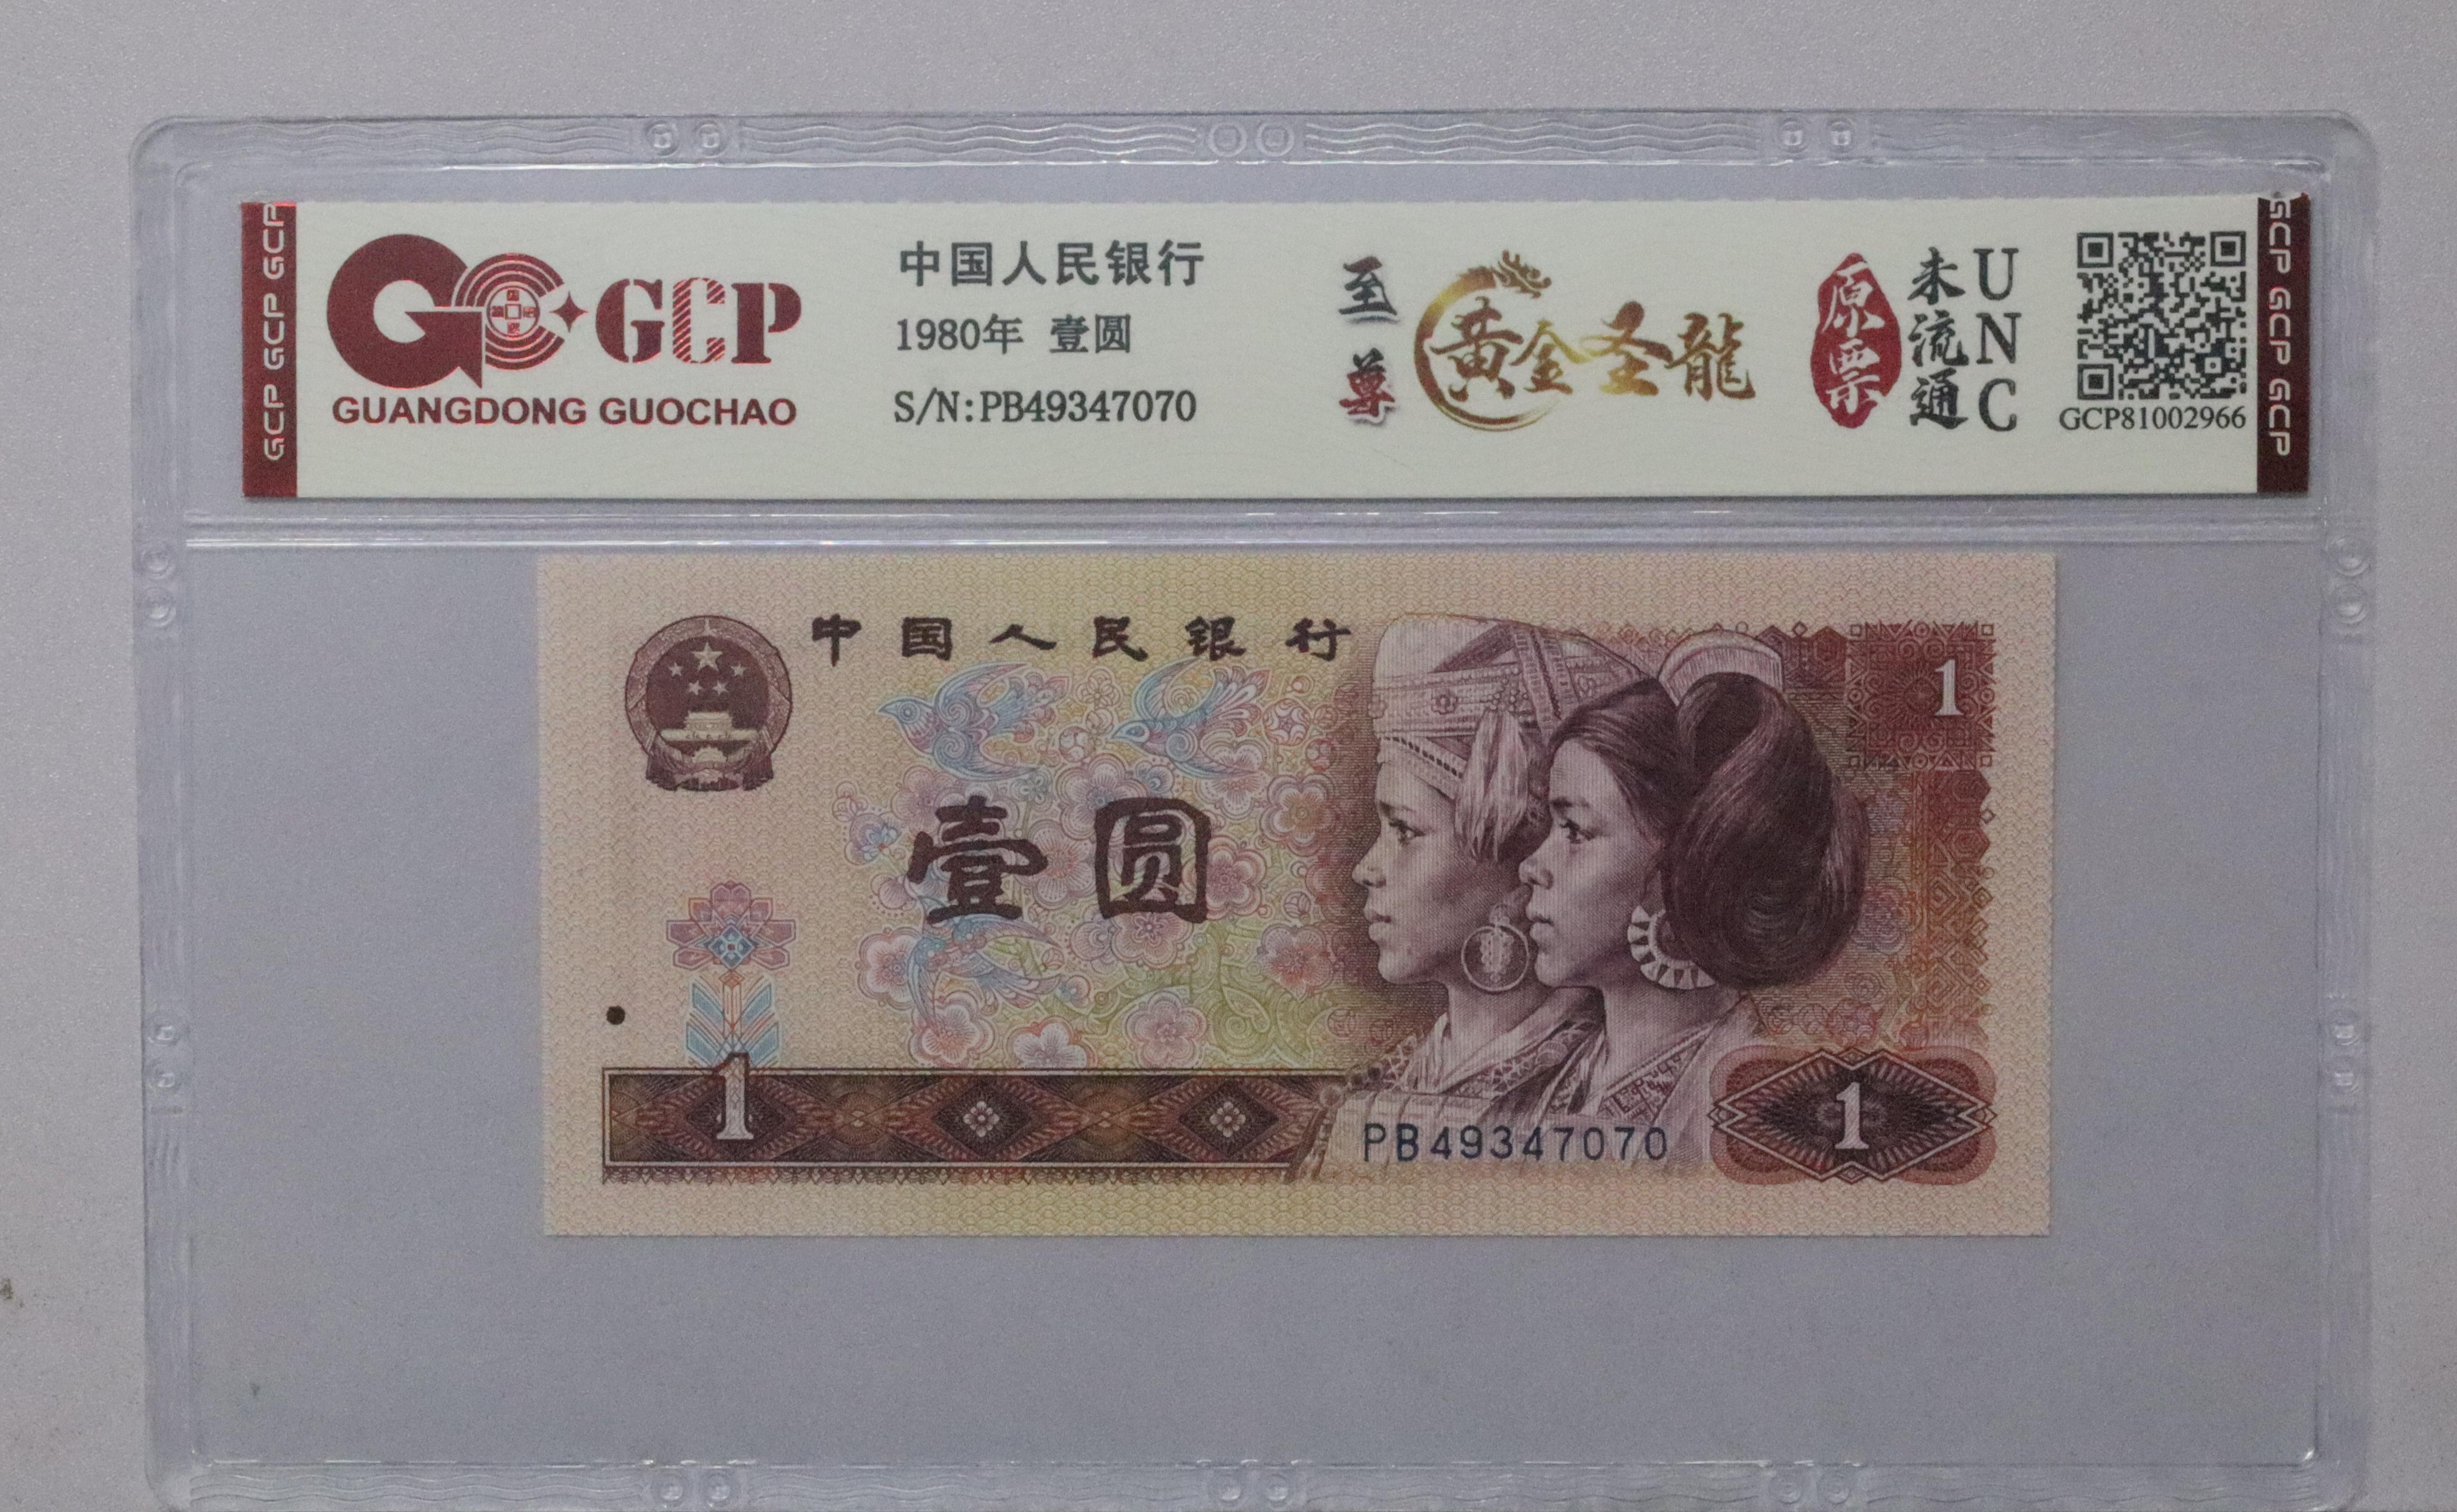 GCP GCP GCP
GCP
GUANGDONG GUOCHAO
中国人民银行
1980年 壹圆
S/N:PB49347070
至尊
黄金圣龍
原票
未流通
UNC
GCP81002966
GCP GCP GCP
中国人民银行
1
壹圆
1
PB49347070
1